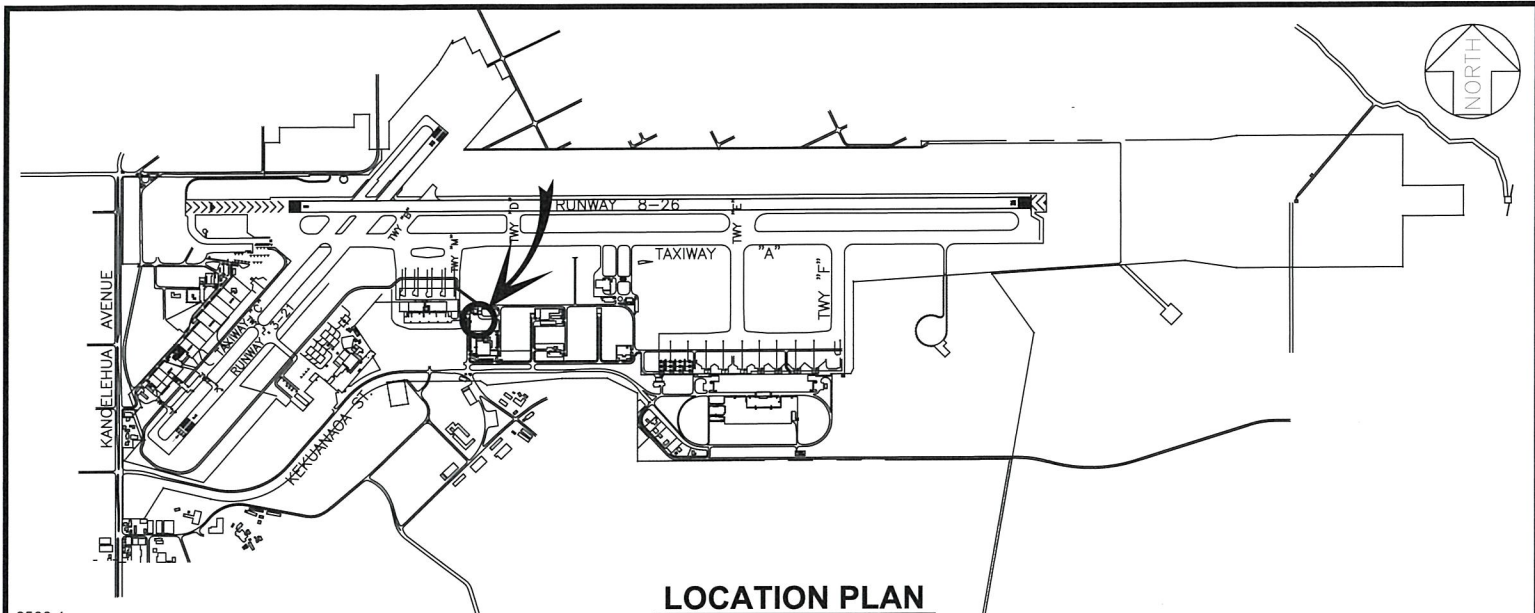 NORTH
RUNWAY 8-26
TWY "B"
TWY "D"
TWY "E"
TWY "M"
TAXIWAY "A"
TWY "F"
KANOELEHUA AVENUE
TAXIWAY "C"
RUNWAY 3-21
KEKUANAOA ST.
LOCATION PLAN